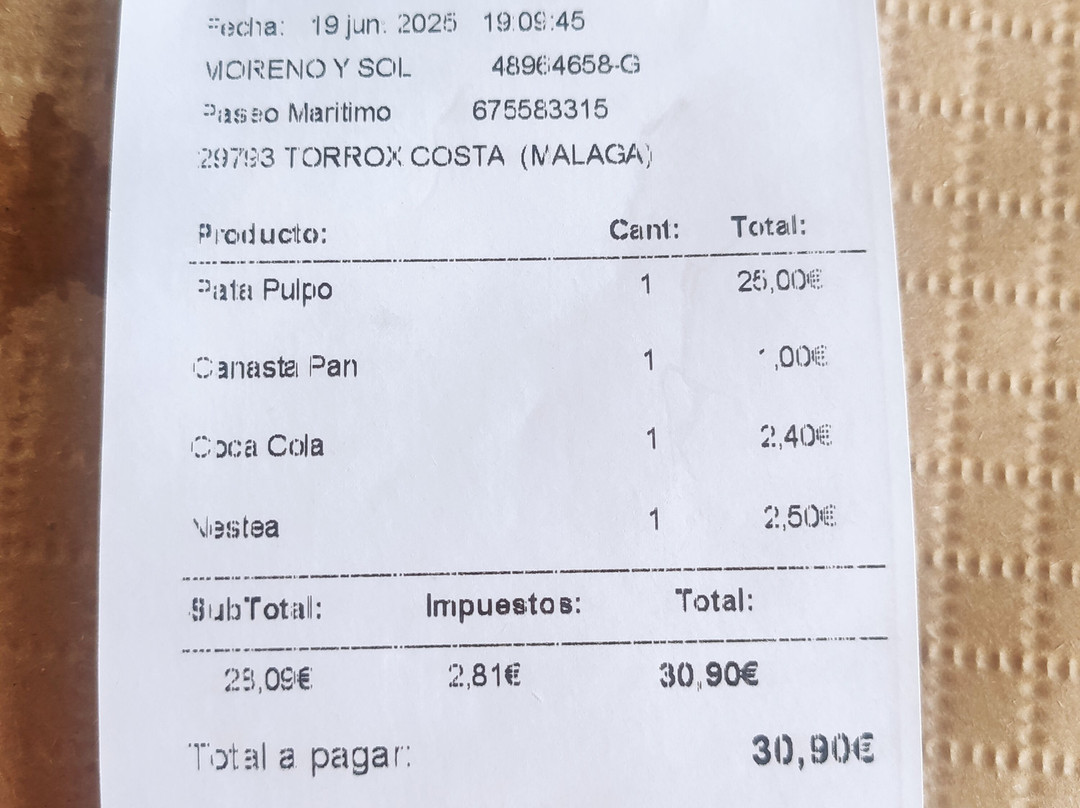 Fecha: 19 jun. 2025 19:09:45
MORENO Y SOL 48964658-G
Paseo Maritimo 675583315
29793 TORROX COSTA (MALAGA)
Producto: Cant: Total:
Pata Pulpo 1 25,00€
Canasta Pan 1 1,00€
Coca Cola 1 2,40€
Nestea 1 2,50€
SubTotal: Impuestos: Total:
28,09€ 2,81€ 30,90€
Total a pagar: 30,90€